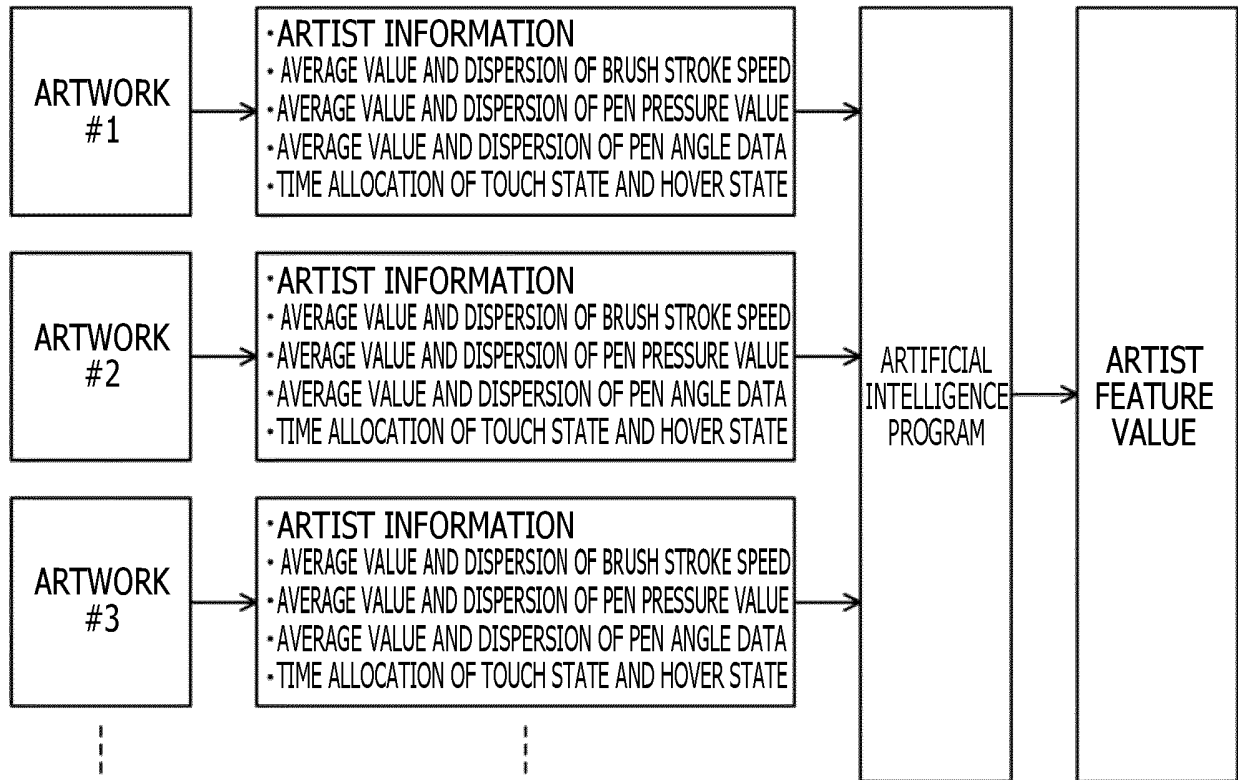 ARTWORK
#1
・ARTIST INFORMATION
・AVERAGE VALUE AND DISPERSION OF BRUSH STROKE SPEED
・AVERAGE VALUE AND DISPERSION OF PEN PRESSURE VALUE
・AVERAGE VALUE AND DISPERSION OF PEN ANGLE DATA
・TIME ALLOCATION OF TOUCH STATE AND HOVER STATE
ARTWORK
#2
・ARTIST INFORMATION
・AVERAGE VALUE AND DISPERSION OF BRUSH STROKE SPEED
・AVERAGE VALUE AND DISPERSION OF PEN PRESSURE VALUE
・AVERAGE VALUE AND DISPERSION OF PEN ANGLE DATA
・TIME ALLOCATION OF TOUCH STATE AND HOVER STATE
ARTWORK
#3
・ARTIST INFORMATION
・AVERAGE VALUE AND DISPERSION OF BRUSH STROKE SPEED
・AVERAGE VALUE AND DISPERSION OF PEN PRESSURE VALUE
・AVERAGE VALUE AND DISPERSION OF PEN ANGLE DATA
・TIME ALLOCATION OF TOUCH STATE AND HOVER STATE
ARTIFICIAL
INTELLIGENCE
PROGRAM
ARTIST
FEATURE
VALUE